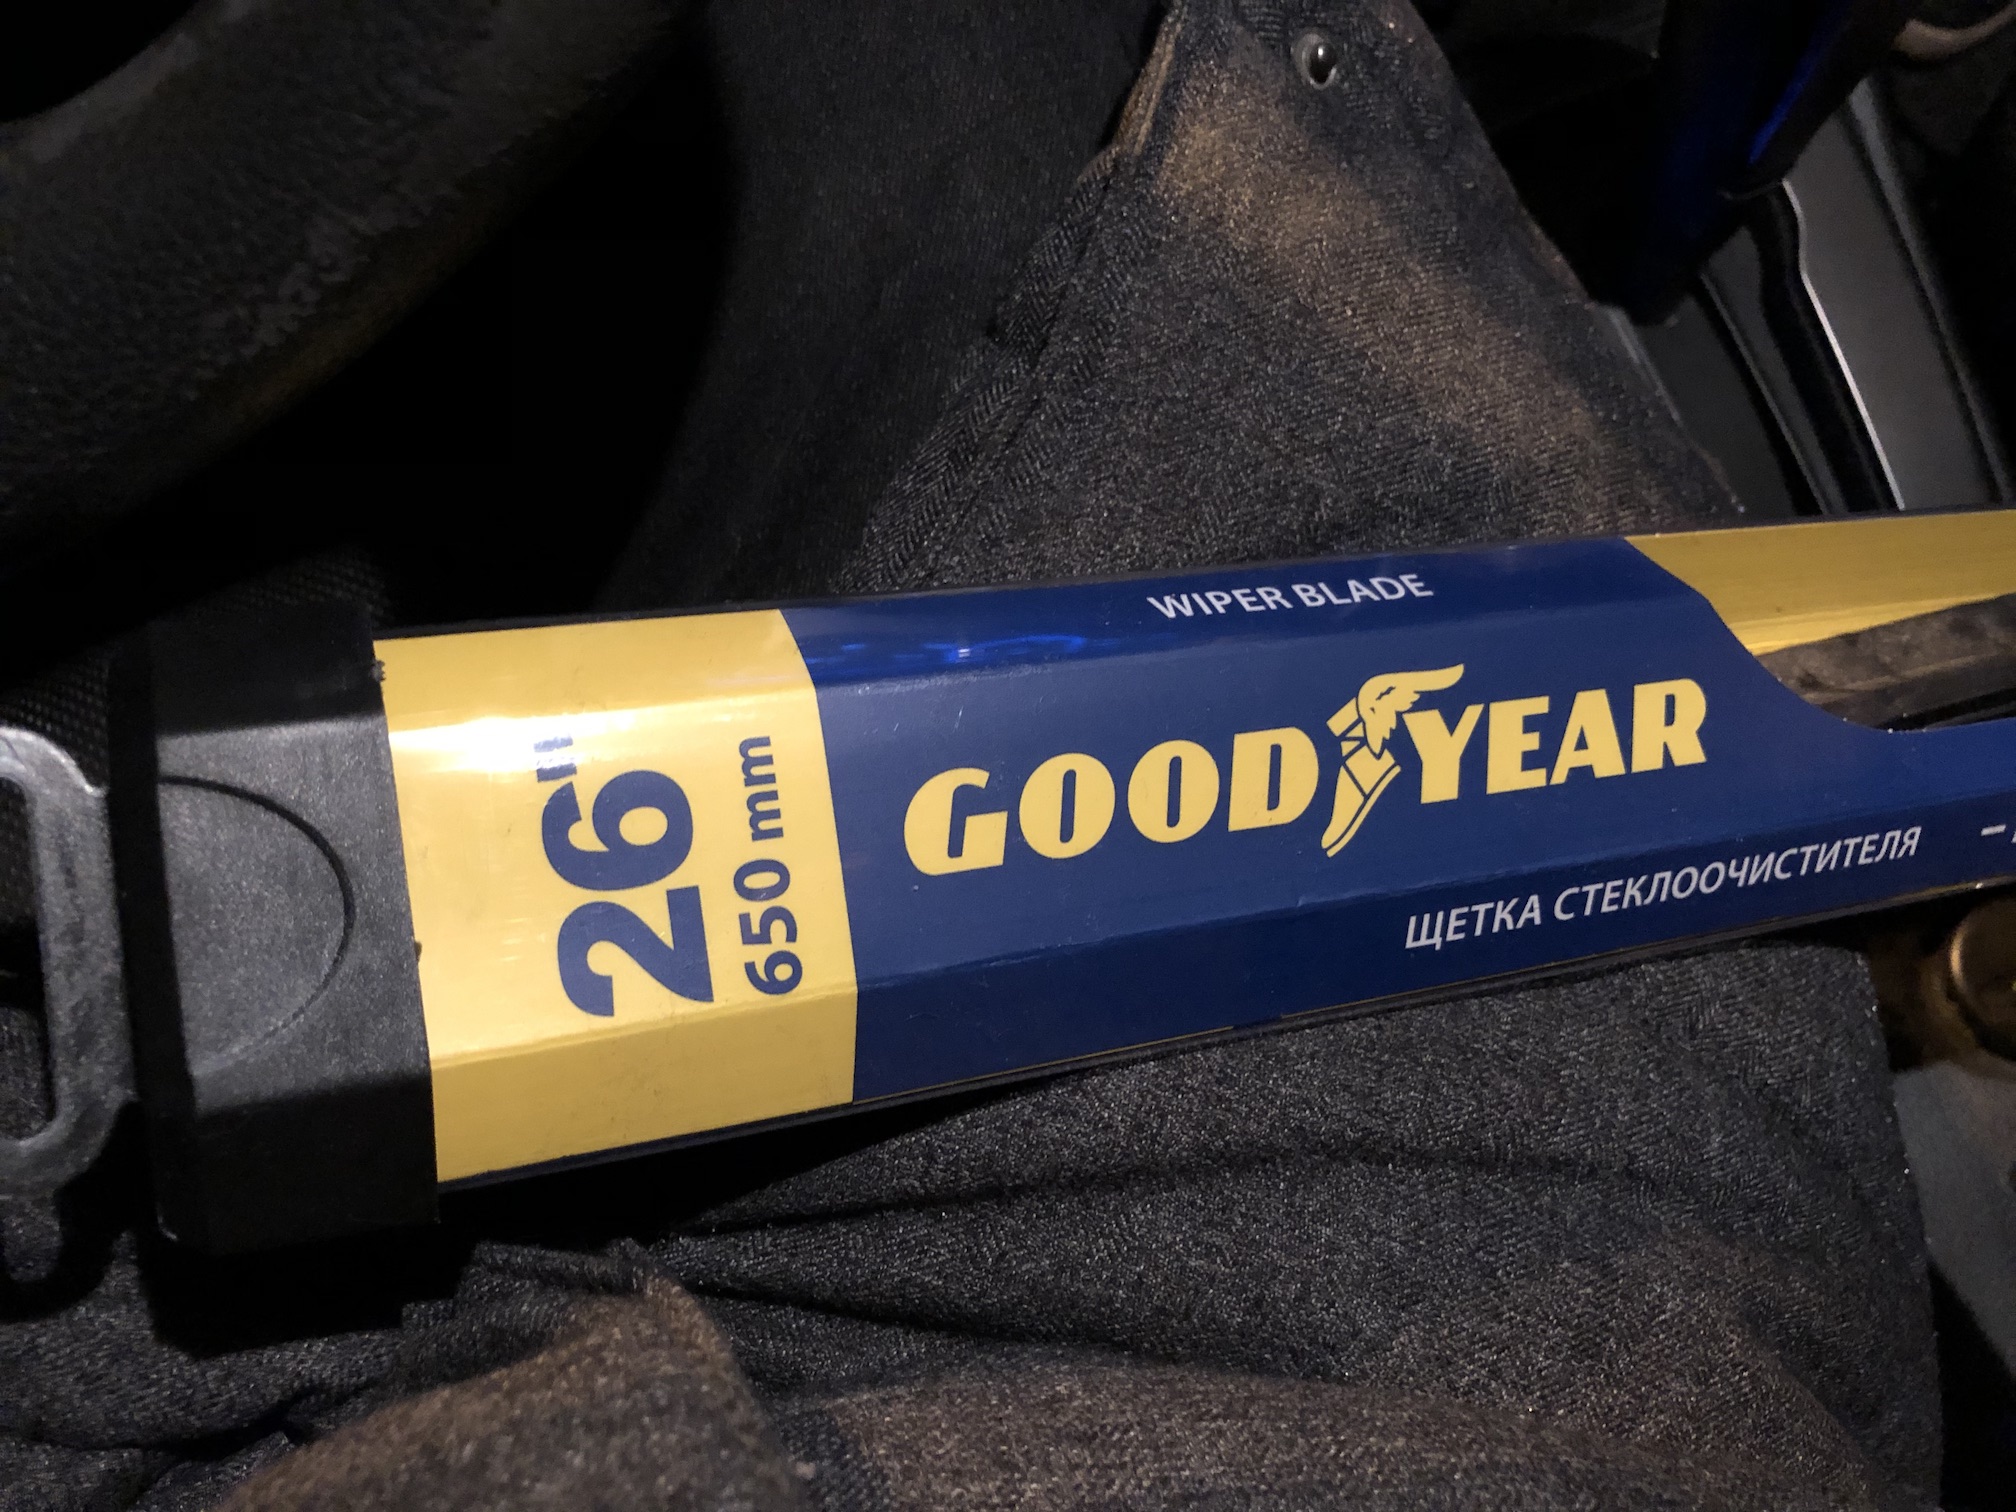 WIPER BLADE
GOODYEAR
ЩЕТКА СТЕКЛООЧИСТИТЕЛЯ
26"
650 mm